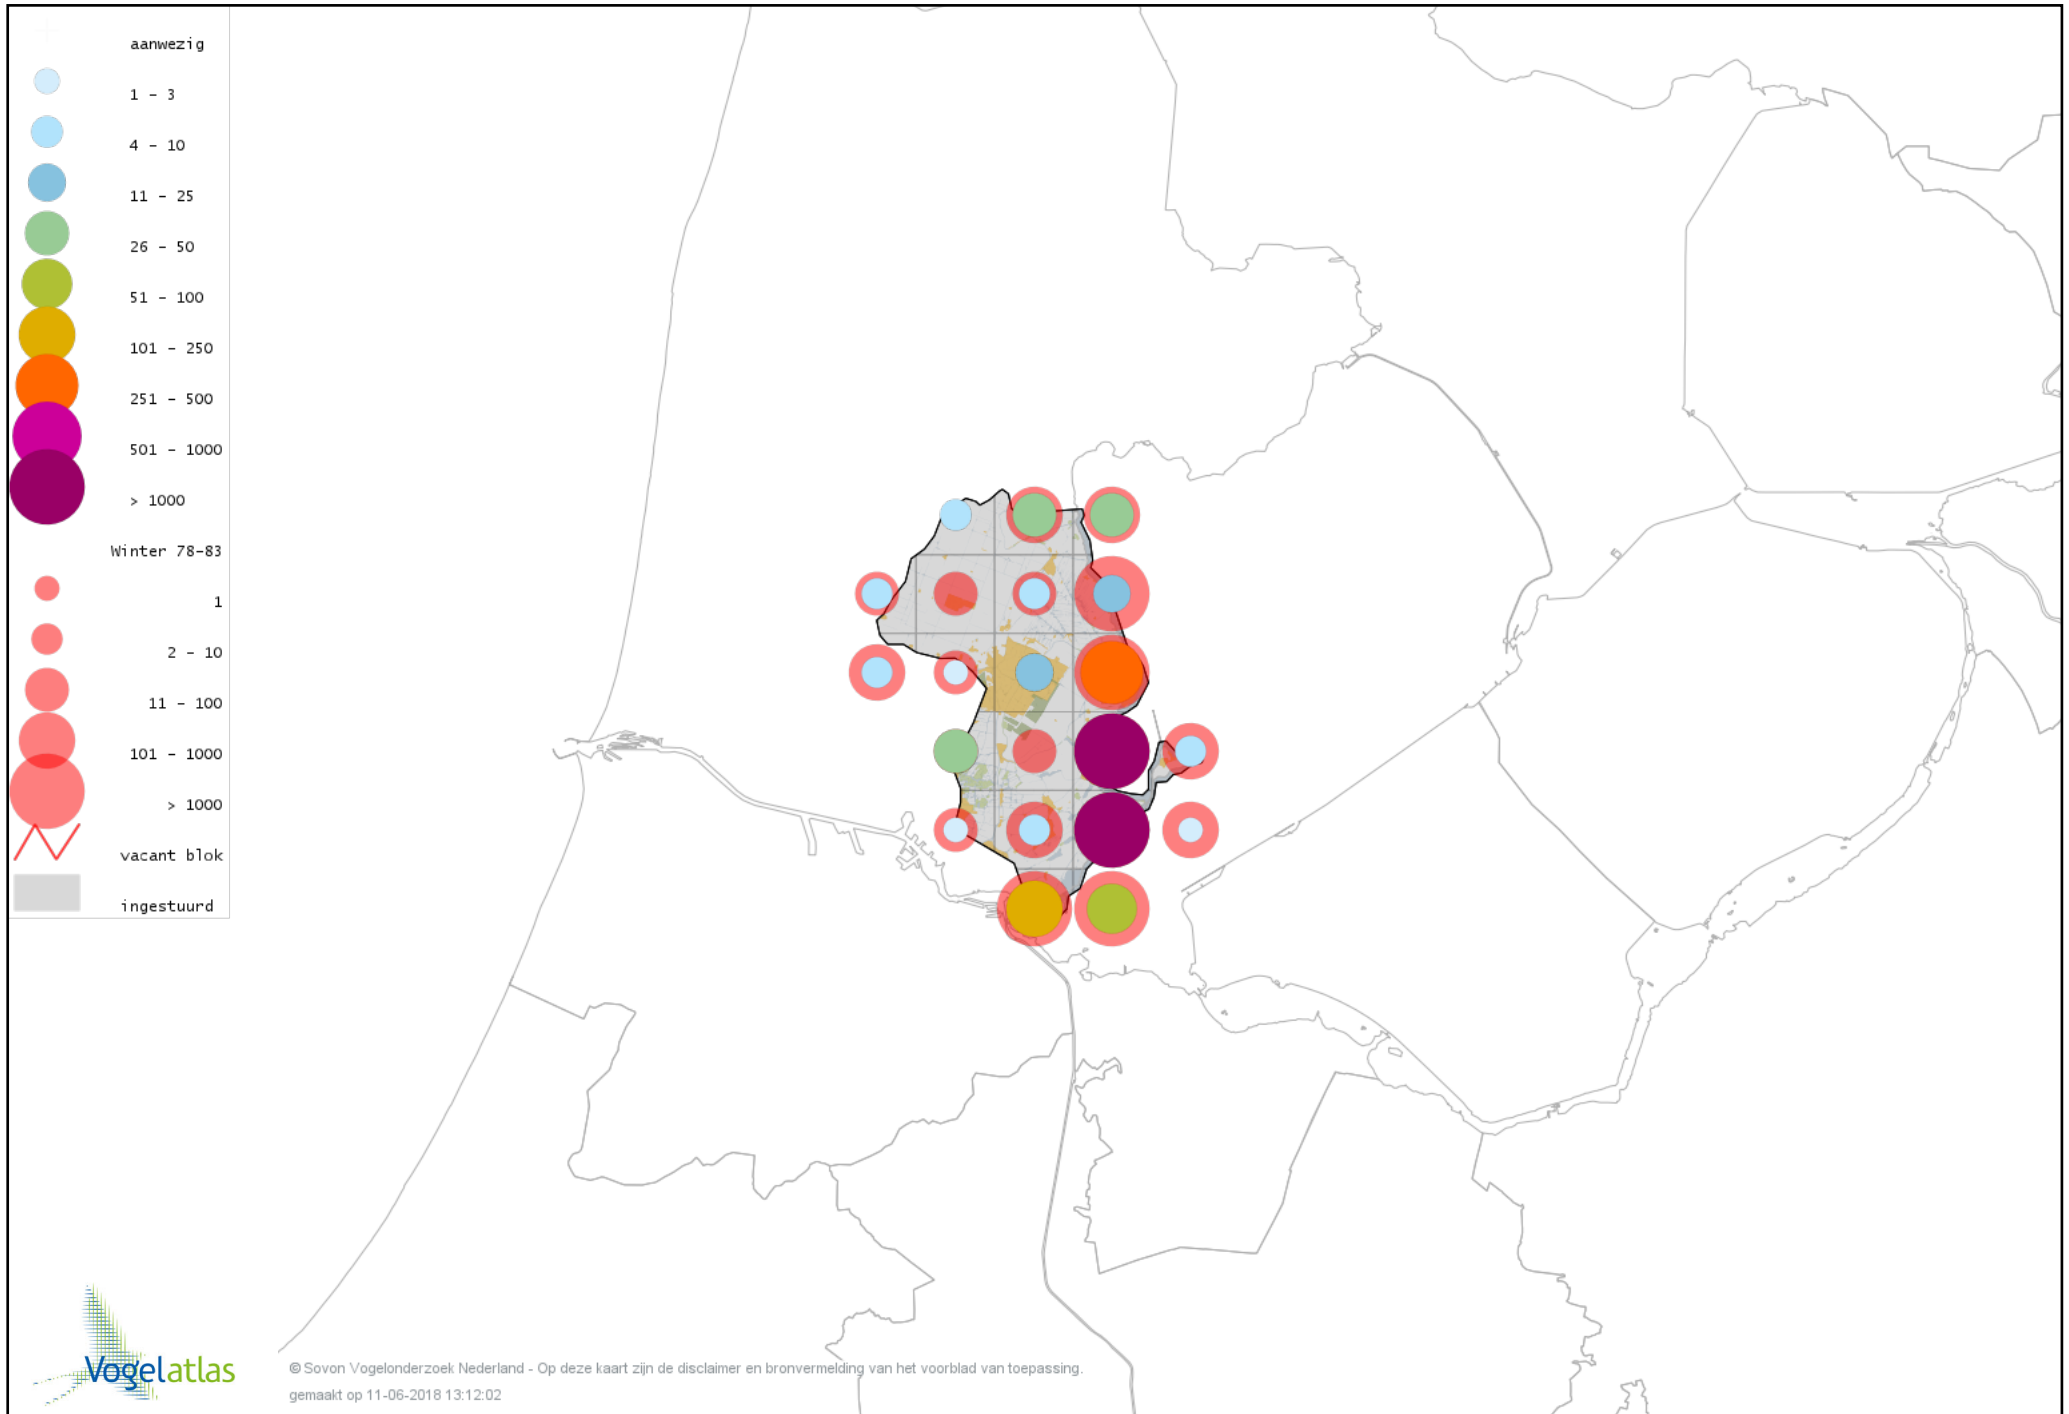 aanwezig
1 - 3
4 - 10
11 - 25
26 - 50
51 - 100
101 - 250
251 - 500
501 - 1000
> 1000
Winter 78-83
1
2 - 10
11 - 100
101 - 1000
> 1000
vacant blok
ingestuurd
Vogelatlas
© Sovon Vogelonderzoek Nederland - Op deze kaart zijn de disclaimer en bronvermelding van het voorblad van toepassing.
gemaakt op 11-06-2018 13:12:02